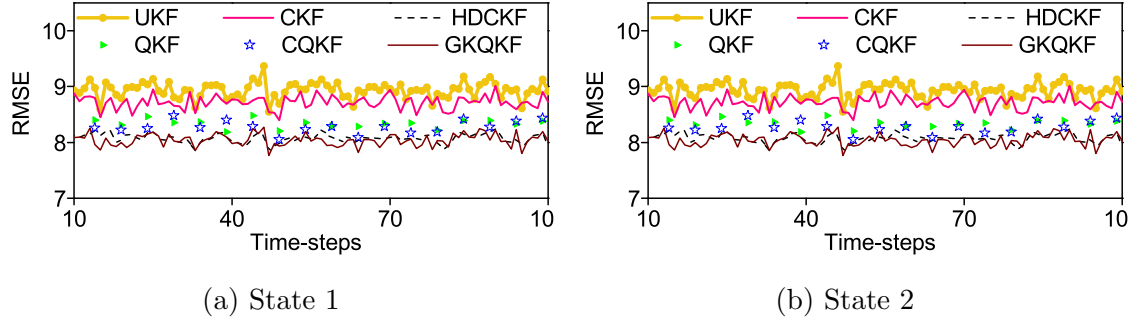 UKF CKF HDCKF
QKF CQKF GKQKF
10
9
8
7
RMSE
10 40 70 10
Time-steps
(a) State 1
UKF CKF HDCKF
QKF CQKF GKQKF
10
9
8
7
RMSE
10 40 70 10
Time-steps
(b) State 2